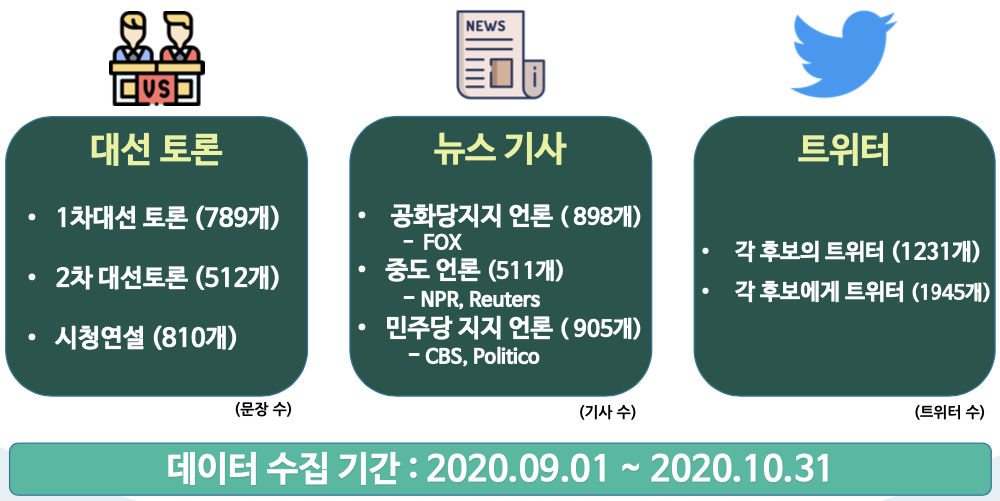 VS
NEWS
대선 토론
• 1차대선 토론 (789개)
• 2차 대선토론 (512개)
• 시청연설 (810개)
(문장 수)
뉴스 기사
• 공화당지지 언론 ( 898개)
– FOX
• 중도 언론 (511개)
– NPR, Reuters
• 민주당 지지 언론 ( 905개)
– CBS, Politico
(기사 수)
트위터
• 각 후보의 트위터 (1231개)
• 각 후보에게 트위터 (1945개)
(트위터 수)
데이터 수집 기간 : 2020.09.01 ~ 2020.10.31